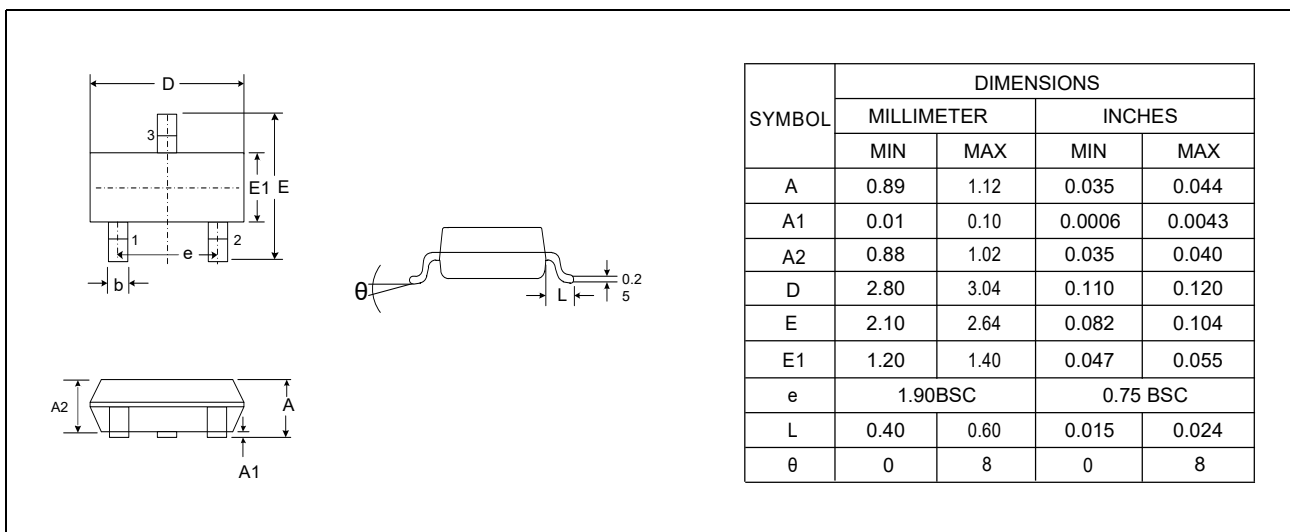 D
3
E1
E
1
2
e
b
θ
L
0.2
5
A2
A
A1
DIMENSIONS
SYMBOL MILLIMETER INCHES
MIN MAX MIN MAX
A 0.89 1.12 0.035 0.044
A1 0.01 0.10 0.0006 0.0043
A2 0.88 1.02 0.035 0.040
D 2.80 3.04 0.110 0.120
E 2.10 2.64 0.082 0.104
E1 1.20 1.40 0.047 0.055
e 1.90BSC 0.75 BSC
L 0.40 0.60 0.015 0.024
θ 0 8 0 8